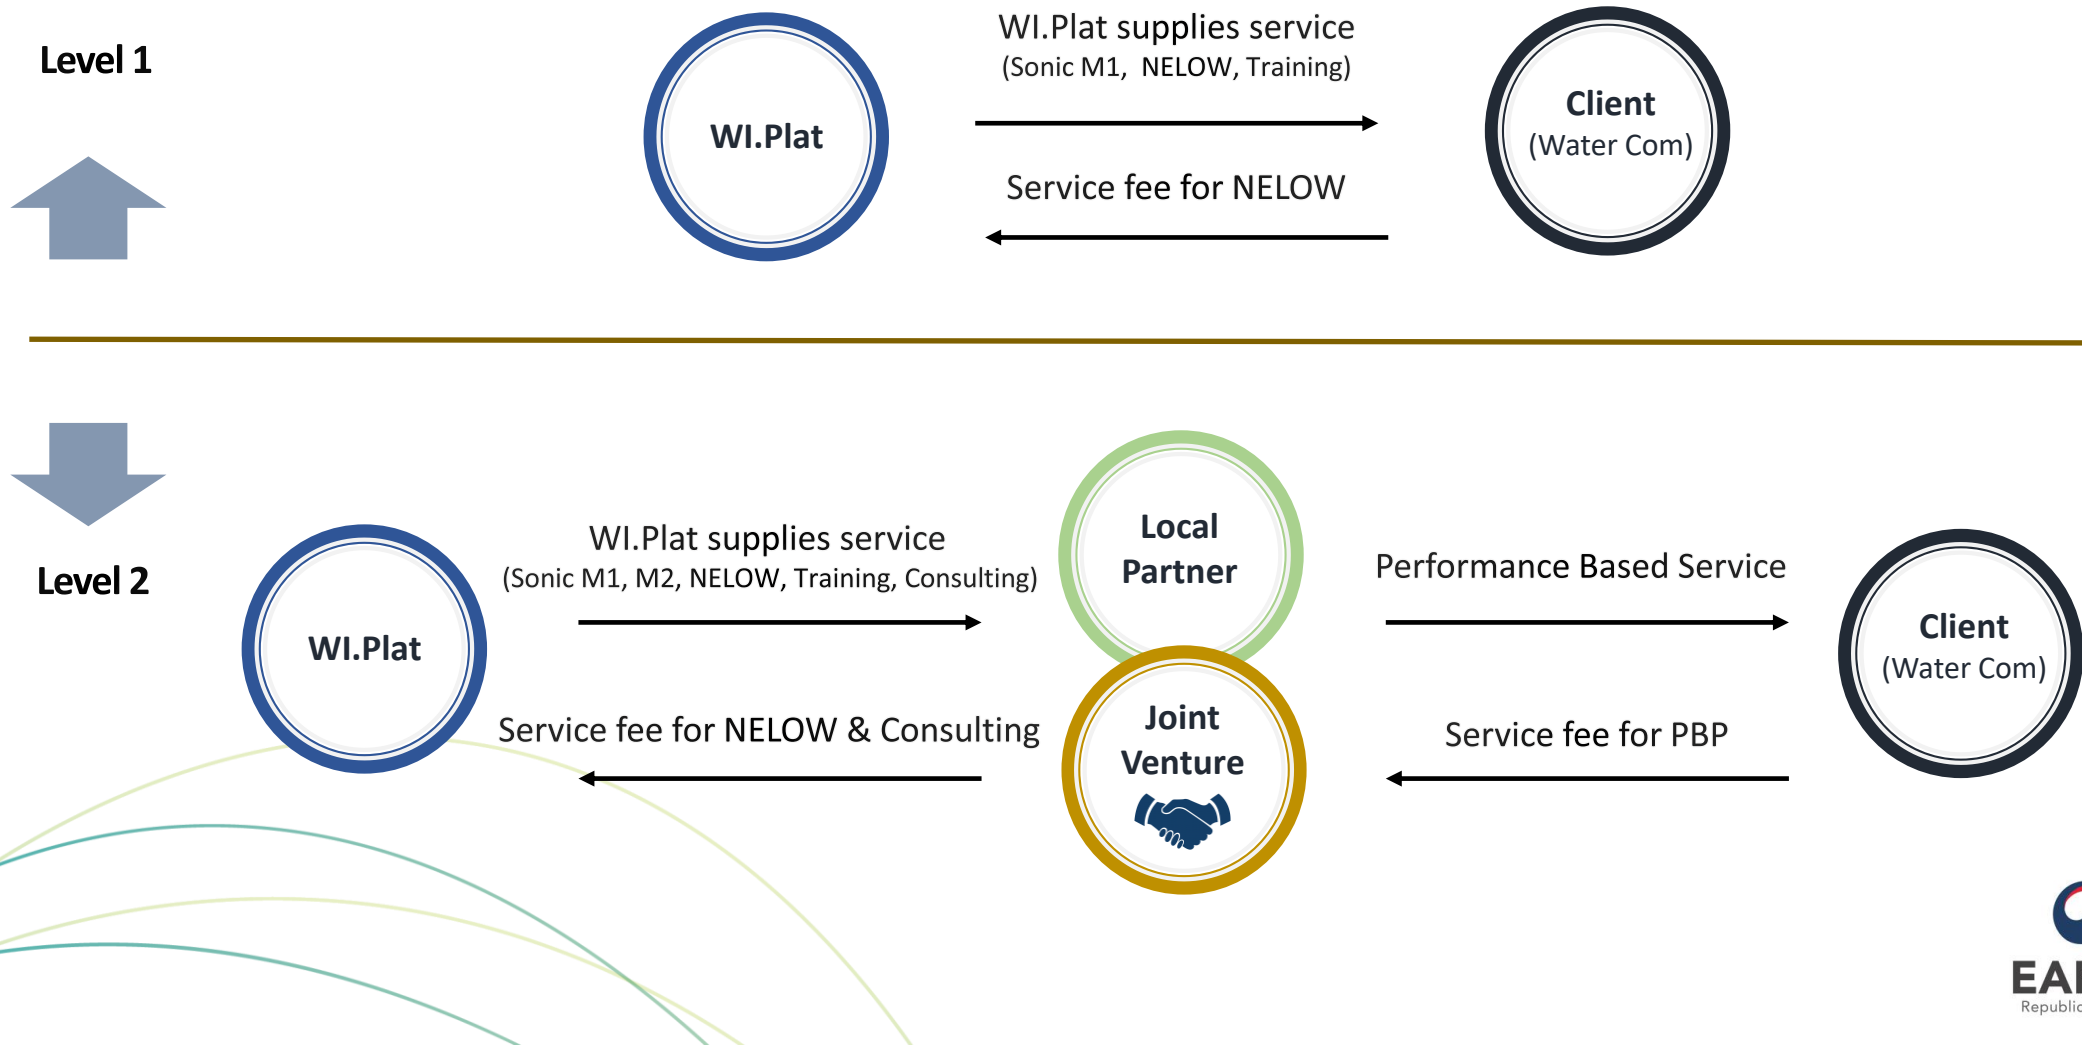 Level 1
WI.Plat
WI.Plat supplies service
(Sonic M1, NELOW, Training)
Service fee for NELOW
Client
(Water Com)
Level 2
WI.Plat
WI.Plat supplies service
(Sonic M1, M2, NELOW, Training, Consulting)
Service fee for NELOW & Consulting
Local
Partner
Joint
Venture
Performance Based Service
Service fee for PBP
Client
(Water Com)
Republic